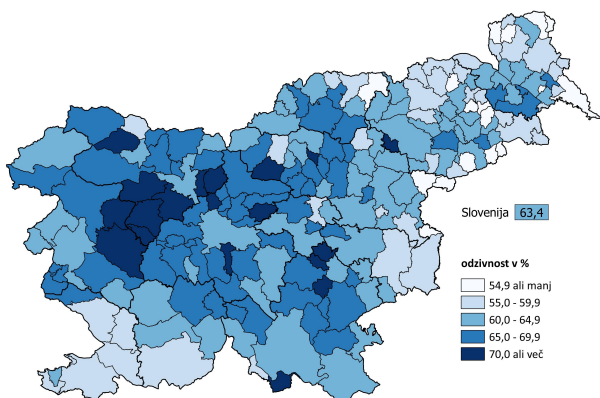 Slovenija 63,4
odzivnost v %
54,9 ali manj
55,0 - 59,9
60,0 - 64,9
65,0 - 69,9
70,0 ali več